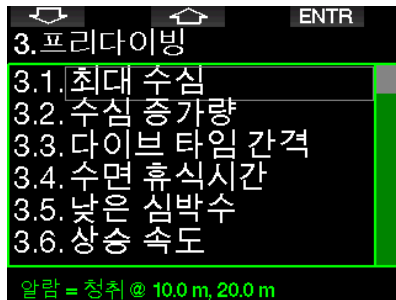 ENTR
3.프리다이빙
3.1.최대 수심
3.2.수심 증가량
3.3.다이브 타임 간격
3.4.수면 휴식시간
3.5.낮은 심박수
3.6.상승 속도
알람 = 청취 @ 10.0 m, 20.0 m